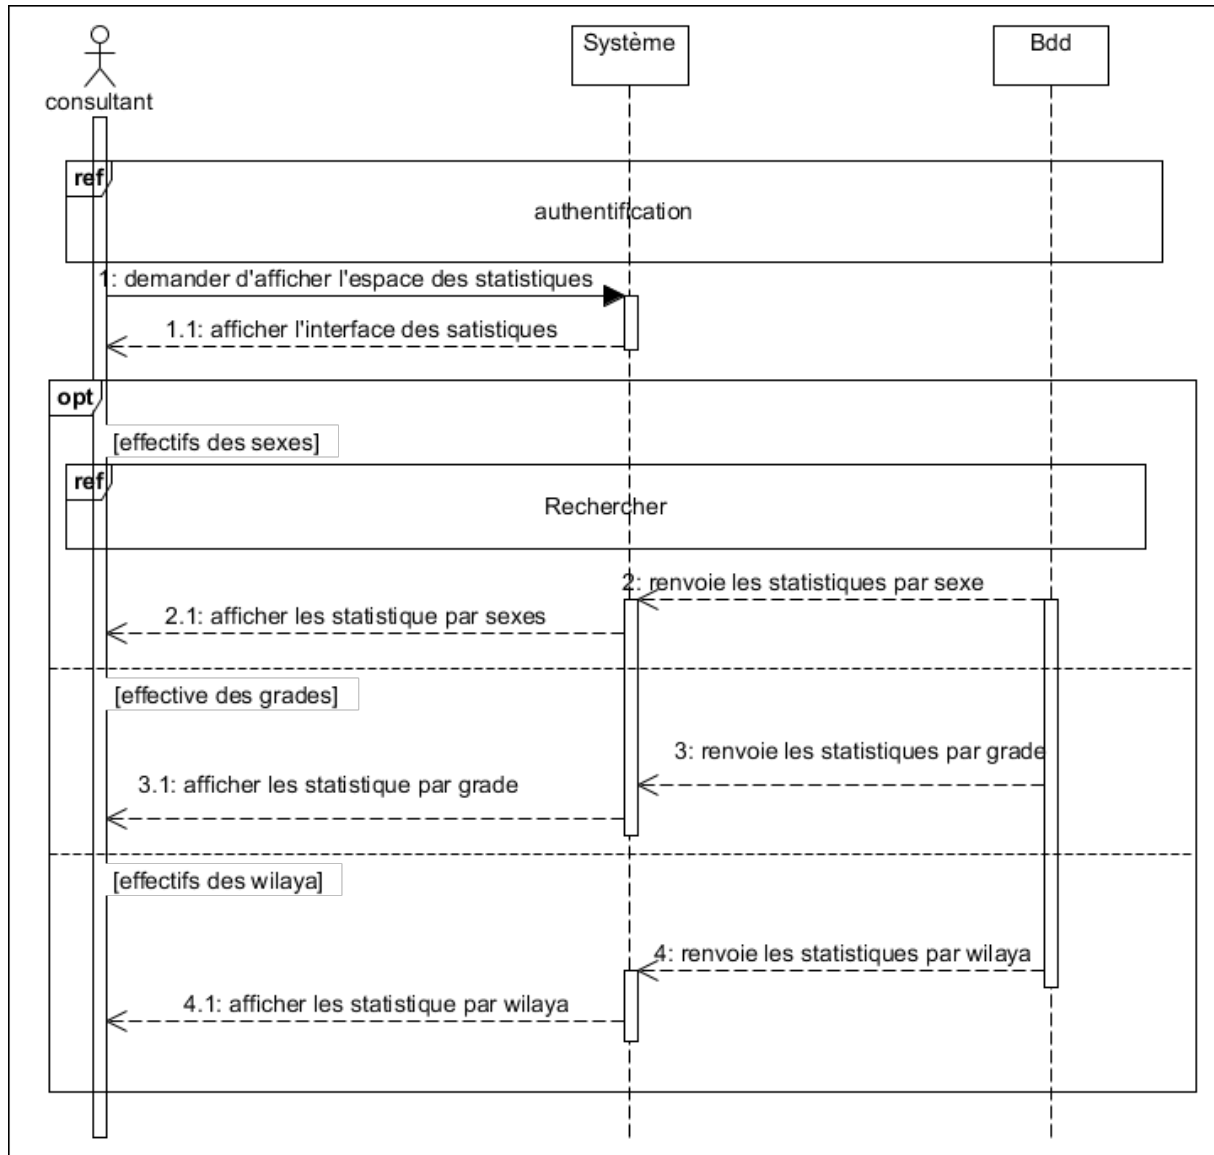 Système
Bdd
consultant
ref
authentification
1: demander d'afficher l'espace des statistiques
1.1: afficher l'interface des satistiques
opt
[effectifs des sexes]
ref
Rechercher
2: renvoie les statistiques par sexe
2.1: afficher les statistique par sexes
[effective des grades]
3: renvoie les statistiques par grade
3.1: afficher les statistique par grade
[effectifs des wilaya]
4: renvoie les statistiques par wilaya
4.1: afficher les statistique par wilaya